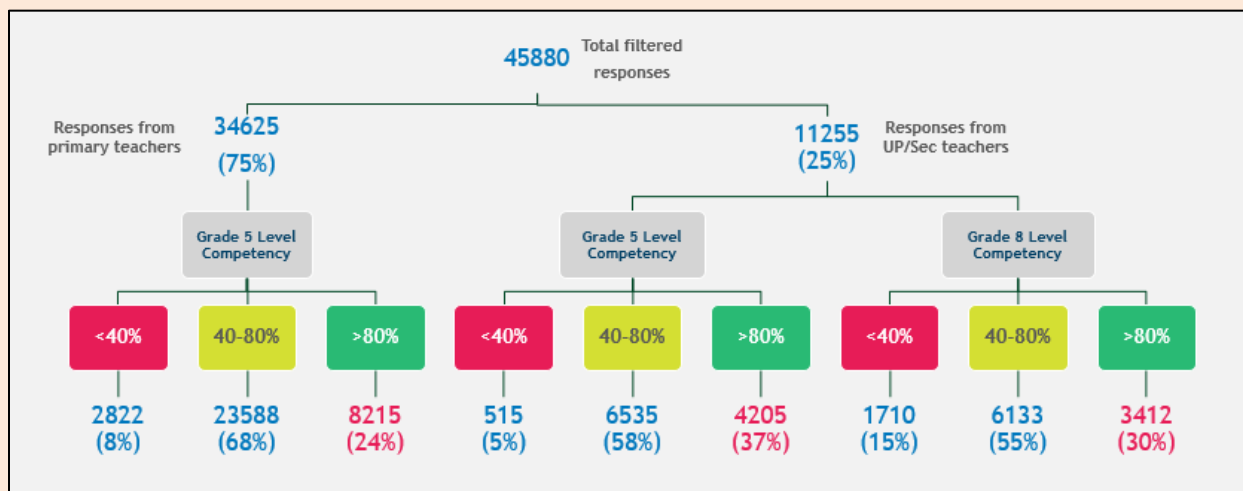 45880
Total filtered
responses
Responses from
primary teachers
34625
(75%)
11255
(25%)
Responses from
UP/Sec teachers
Grade 5 Level
Competency
Grade 5 Level
Competency
Grade 8 Level
Competency
<40%
40-80%
>80%
<40%
40-80%
>80%
<40%
40-80%
>80%
2822
(8%)
23588
(68%)
8215
(24%)
515
(5%)
6535
(58%)
4205
(37%)
1710
(15%)
6133
(55%)
3412
(30%)